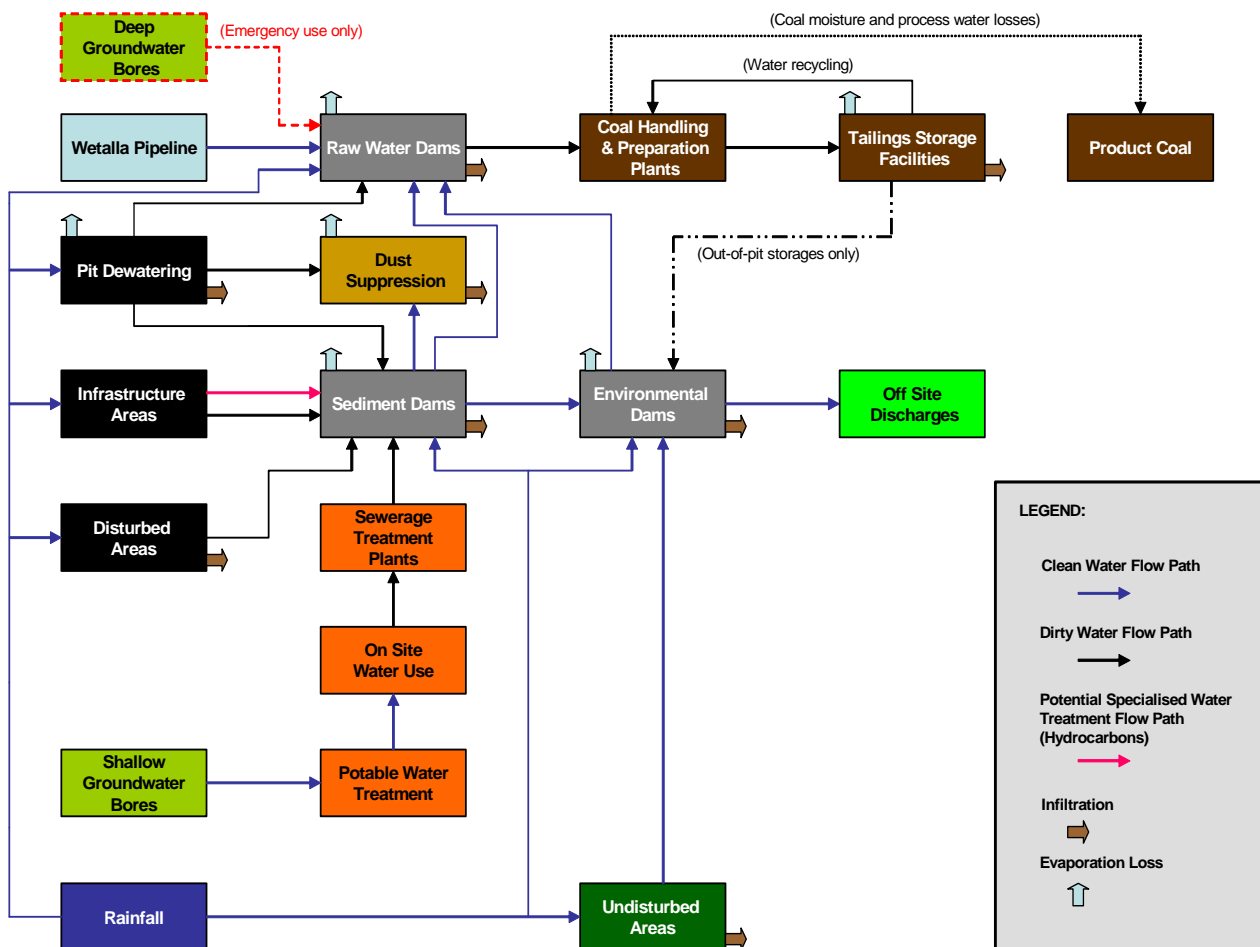 Deep
Groundwater
Bores
(Emergency use only)
(Coal moisture and process water losses)
(Water recycling)
Wetalla Pipeline
Raw Water Dams
Coal Handling
& Preparation
Plants
Tailings Storage
Facilities
Product Coal
Pit Dewatering
Dust
Suppression
(Out-of-pit storages only)
Infrastructure
Areas
Sediment Dams
Environmental
Dams
Off Site
Discharges
Disturbed
Areas
Sewerage
Treatment
Plants
On Site
Water Use
Shallow
Groundwater
Bores
Potable Water
Treatment
Rainfall
Undisturbed
Areas
LEGEND:
Clean Water Flow Path
Dirty Water Flow Path
Potential Specialised Water
Treatment Flow Path
(Hydrocarbons)
Infiltration
Evaporation Loss